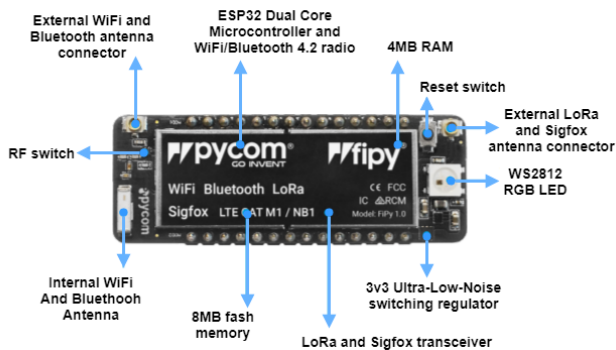 External WiFi and
Bluetooth antenna
connector
ESP32 Dual Core
Microcontroller and
WiFi/Bluetooth 4.2 radio
4MB RAM
Reset switch
External LoRa
and Sigfox
antenna connector
RF switch
pycom
GO INVENT
fipy
WiFi Bluetooth LoRa
CE FCC
Sigfox LTE CAT M1 / NB1
IC RCM
Model: FiPy 1.0
pycom
WS2812
RGB LED
Internal WiFi
And Bluethooh
Antenna
8MB fash
memory
LoRa and Sigfox transceiver
3v3 Ultra-Low-Noise
switching regulator